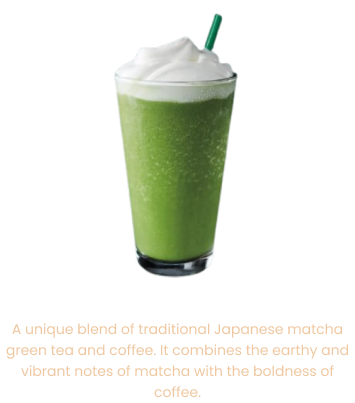 A unique blend of traditional Japanese matcha
green tea and coffee. It combines the earthy and
vibrant notes of matcha with the boldness of
coffee.